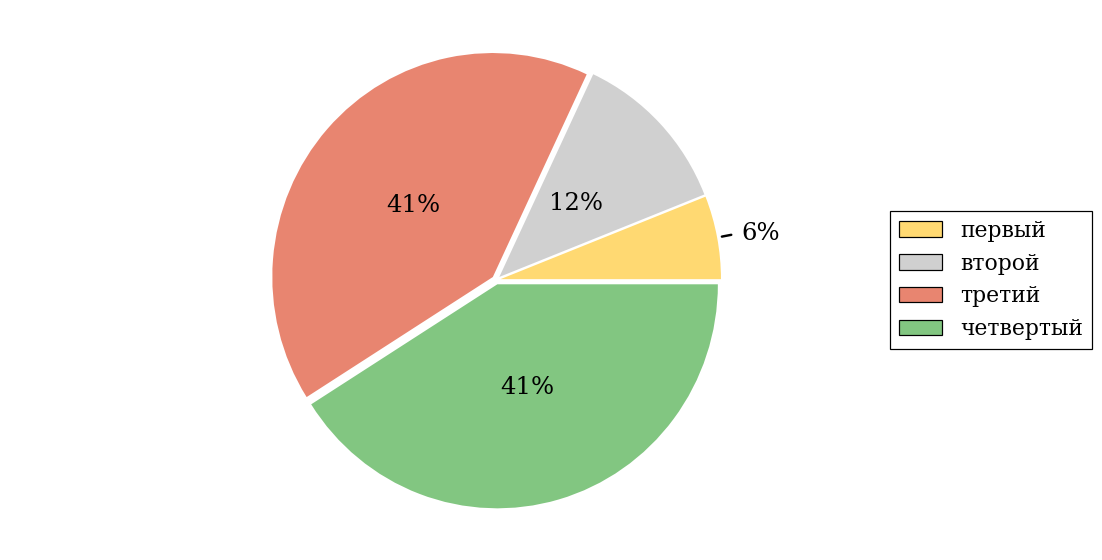 41%
12%
6%
41%
первый
второй
третий
четвертый